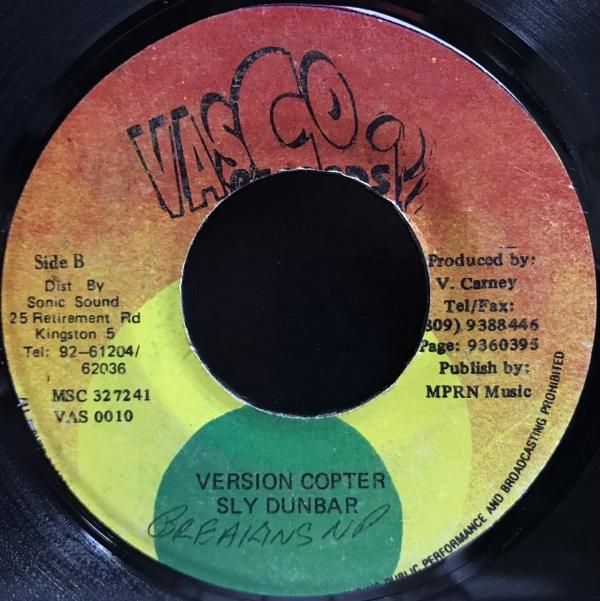 VASCO
RECORDS
Side B
Dist By
Sonic Sound
25 Retirement Rd
Kingston 5
Tel: 92-61204/
62036
MSC 327241
VAS 0010
Produced by:
V. Carney
Tel/Fax:
809) 9388446
Page: 9360395
Publish by:
MPRN Music
VERSION COPTER
SLY DUNBAR
PUBLIC PERFORMANCE AND BROADCASTING PROHIBITED